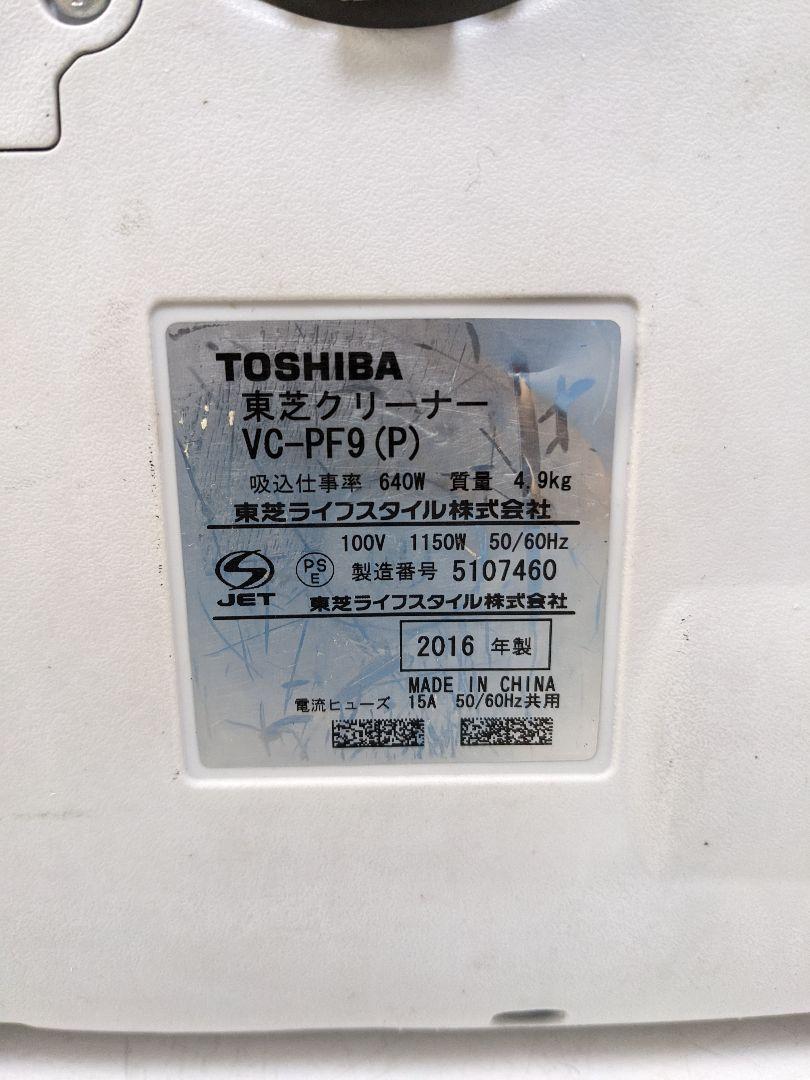 TOSHIBA
東芝クリーナー
VC-PF9(P)
吸込仕事率 640W 質量 4.9kg
東芝ライフスタイル株式会社
100V 1150W 50/60Hz
JET PS E 製造番号 5107460
東芝ライフスタイル株式会社
2016 年製
MADE IN CHINA
電流ヒューズ 15A 50/60Hz共用